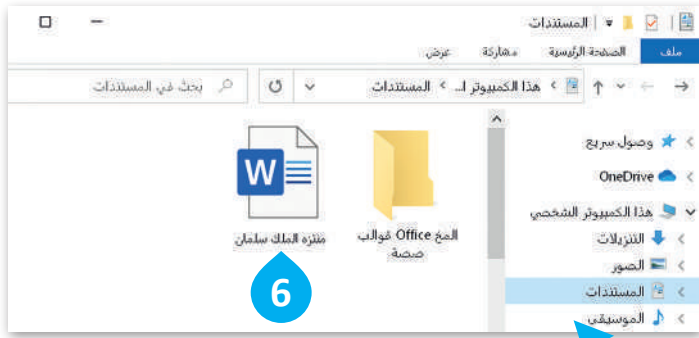 المستندات
ملف الصفحة الرئيسية مشاركة عرض
هذا الكمبيوتر ا... > المستندات
بحث في المستندات
وصول سريع
OneDrive
هذا الكمبيوتر الشخصي
التنزيلات
الصور
المستندات
الموسيقى
قوالب Office المخ
صصة
W
منتزه الملك سلمان
6